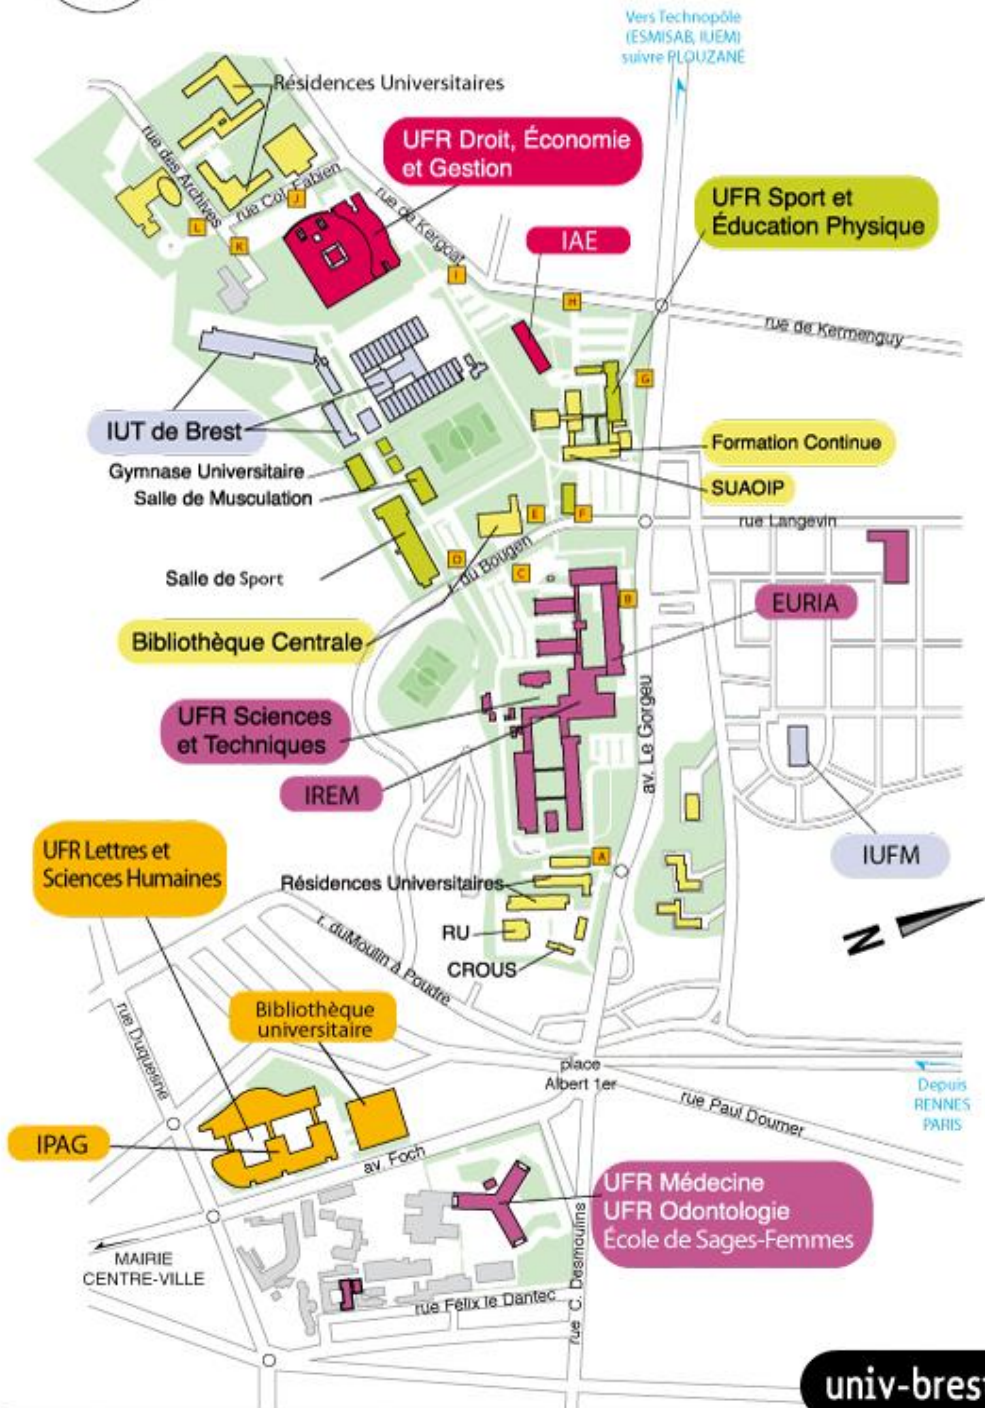 Vers Technopôle
(ESMISAB, IUEM)
suivre PLOUZANÉ
Résidences Universitaires
UFR Droit, Économie
et Gestion
rue des Archives
rue Col. Fabien
rue de Kergoat
UFR Sport et
Éducation Physique
IAE
J
L
K
I
H
rue de Kermenguy
G
IUT de Brest
Formation Continue
Gymnase Universitaire
Salle de Musculation
SUAOIP
E
F
rue Langevin
D
r. du Bougen
C
Salle de Sport
B
EURIA
Bibliothèque Centrale
UFR Sciences
et Techniques
av. Le Gorgeu
IREM
UFR Lettres et
Sciences Humaines
A
IUFM
Résidences Universitaires
RU
CROUS
N
r. duMoulin à Poudre
Bibliothèque
universitaire
rue Duquesne
place
Albert 1er
rue Paul Doumer
Depuis
RENNES
PARIS
IPAG
av. Foch
UFR Médecine
UFR Odontologie
École de Sages-Femmes
MAIRIE
CENTRE-VILLE
rue Félix le Dantec
rue C. Desmoulins
univ-brest